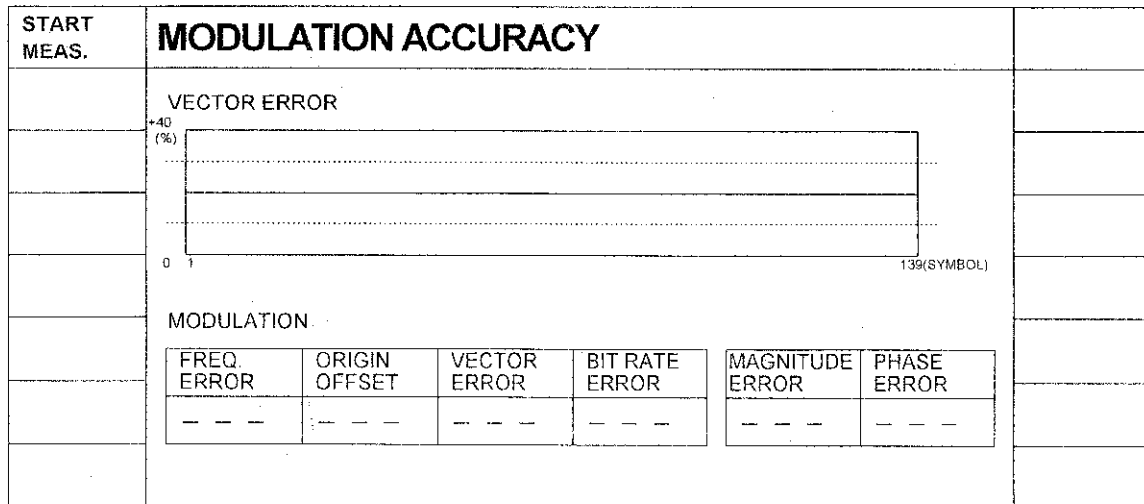 START
MEAS.
MODULATION ACCURACY
VECTOR ERROR
+40
(%)
0 1 139(SYMBOL)
MODULATION
FREQ. ORIGIN VECTOR BIT RATE MAGNITUDE PHASE
ERROR OFFSET ERROR ERROR ERROR ERROR
— — — — — — — — — — — — — — — — — —